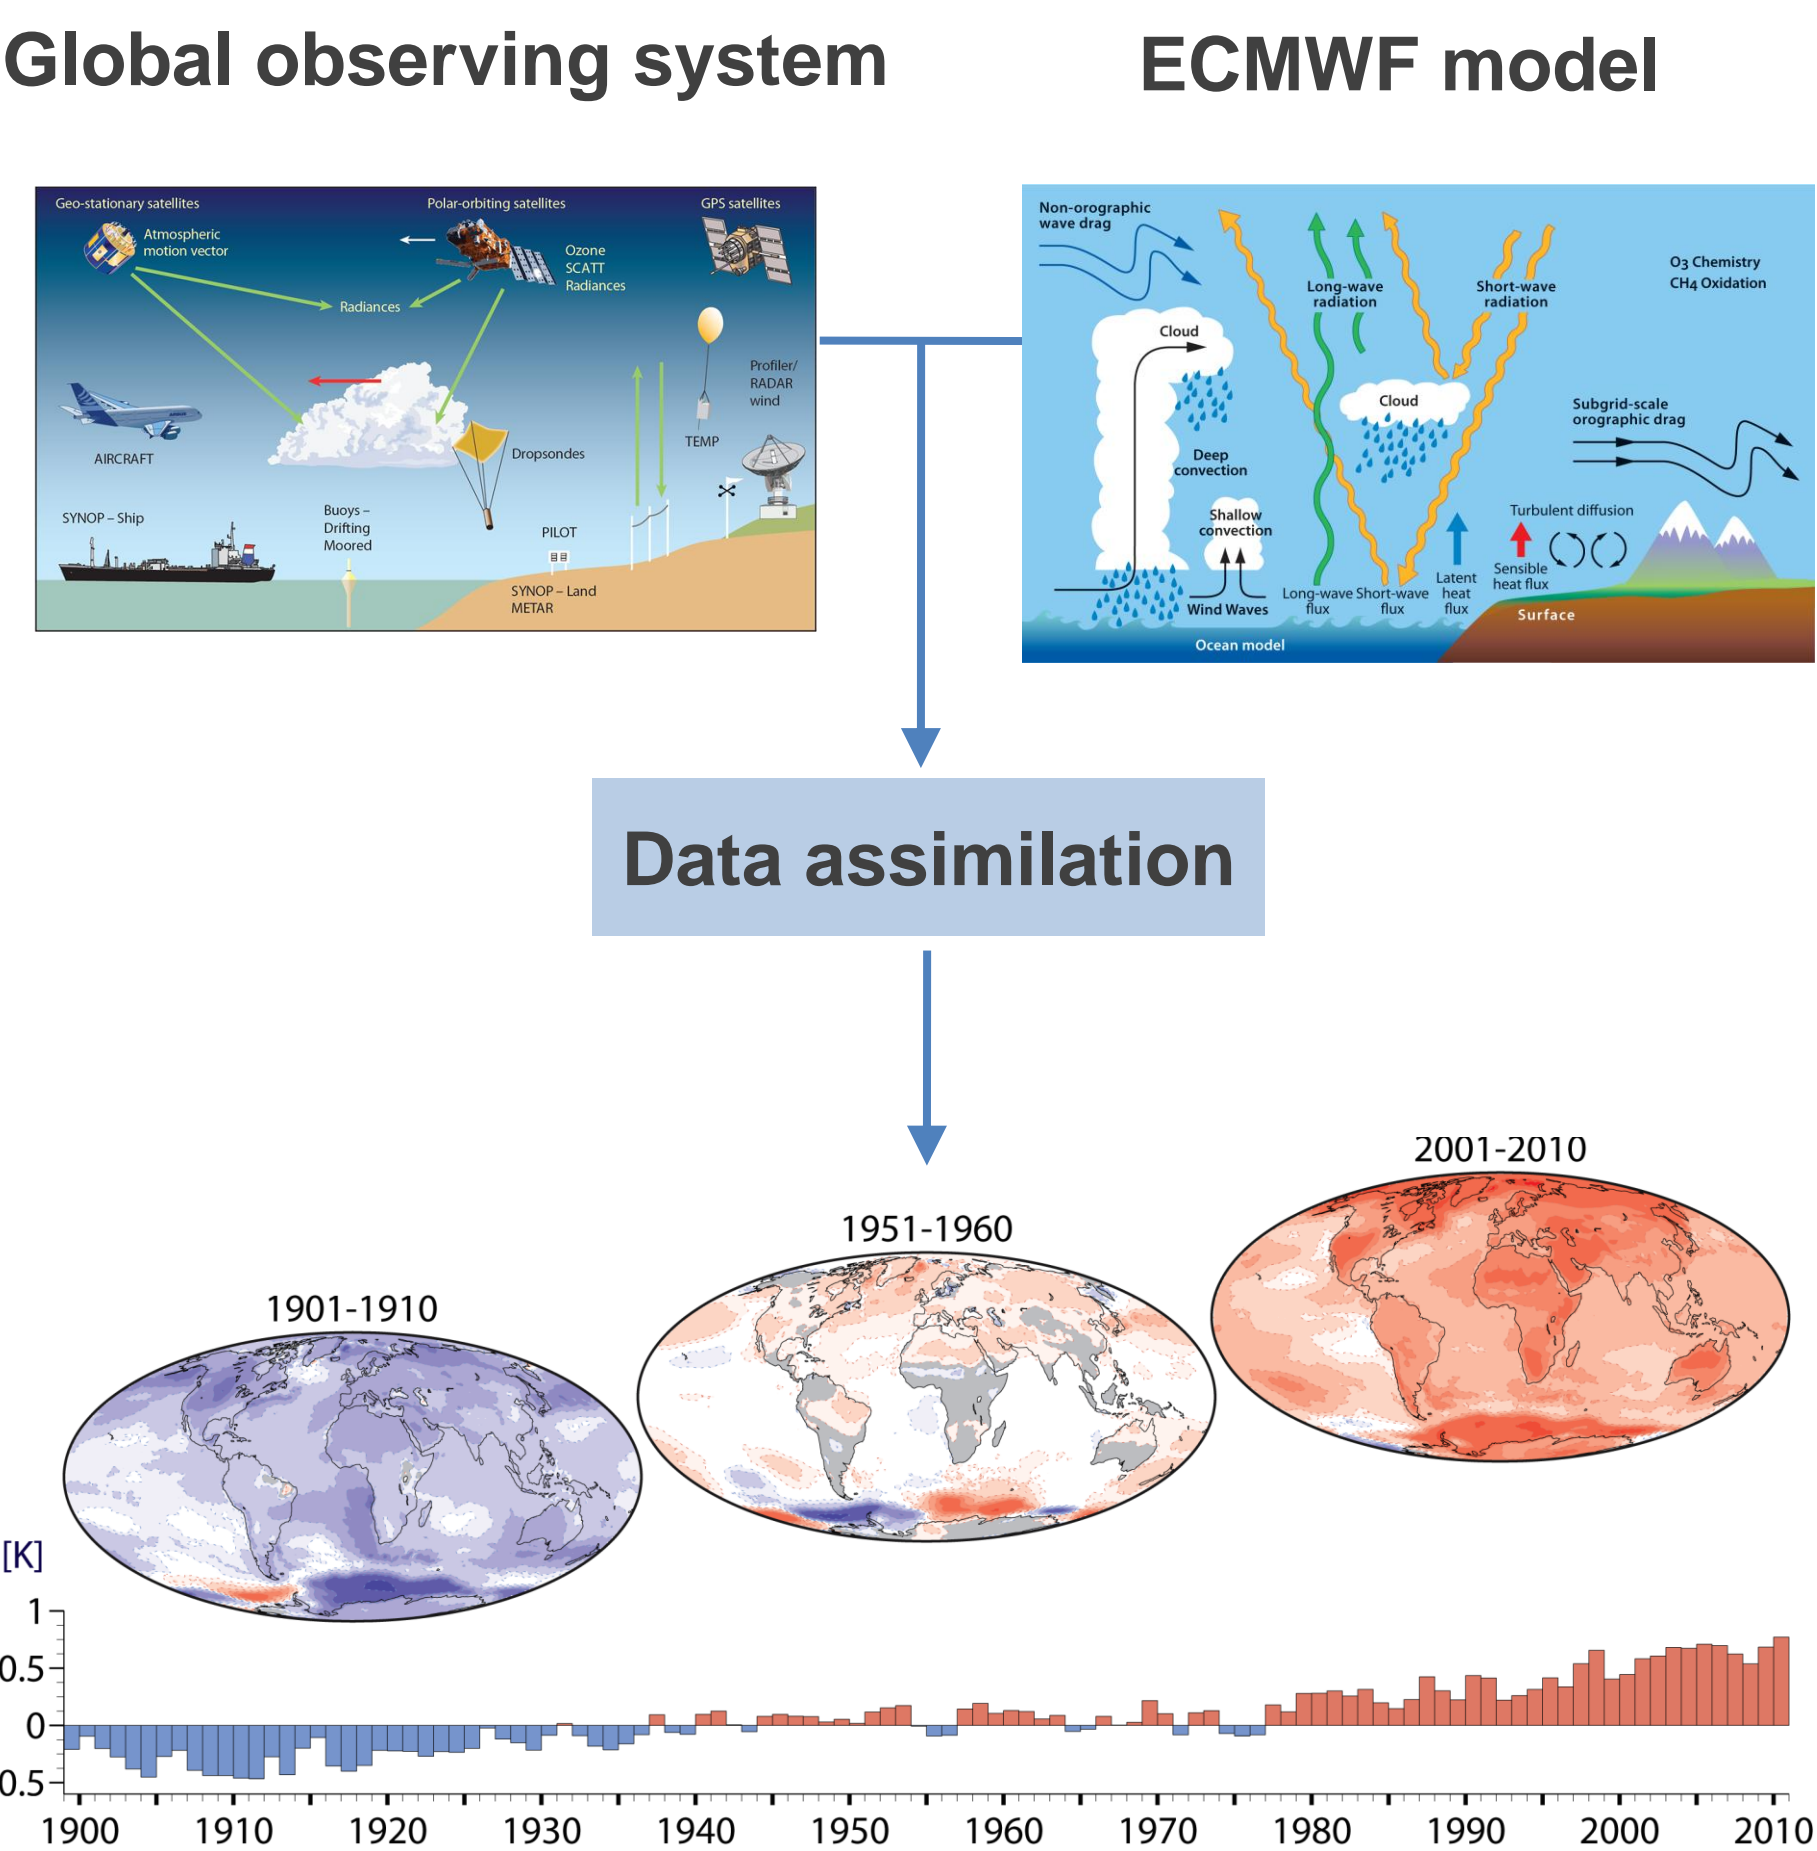 Global observing system
ECMWF model
Geo-stationary satellites
Polar-orbiting satellites
GPS satellites
Atmospheric
motion vector
Ozone
SCATT
Radiances
Radiances
Profiler/
RADAR
wind
TEMP
AIRCRAFT
Dropsondes
SYNOP – Ship
Buoys –
Drifting
Moored
PILOT
SYNOP – Land
METAR
Non-orographic
wave drag
O3 Chemistry
CH4 Oxidation
Long-wave
radiation
Short-wave
radiation
Cloud
Cloud
Subgrid-scale
orographic drag
Deep
convection
Shallow
convection
Turbulent diffusion
Sensible
heat flux
Latent
heat
flux
Long-wave
flux
Short-wave
flux
Wind Waves
Surface
Ocean model
Data assimilation
2001-2010
1951-1960
1901-1910
[K]
1
0.5
0
0.5
1900 1910 1920 1930 1940 1950 1960 1970 1980 1990 2000 2010